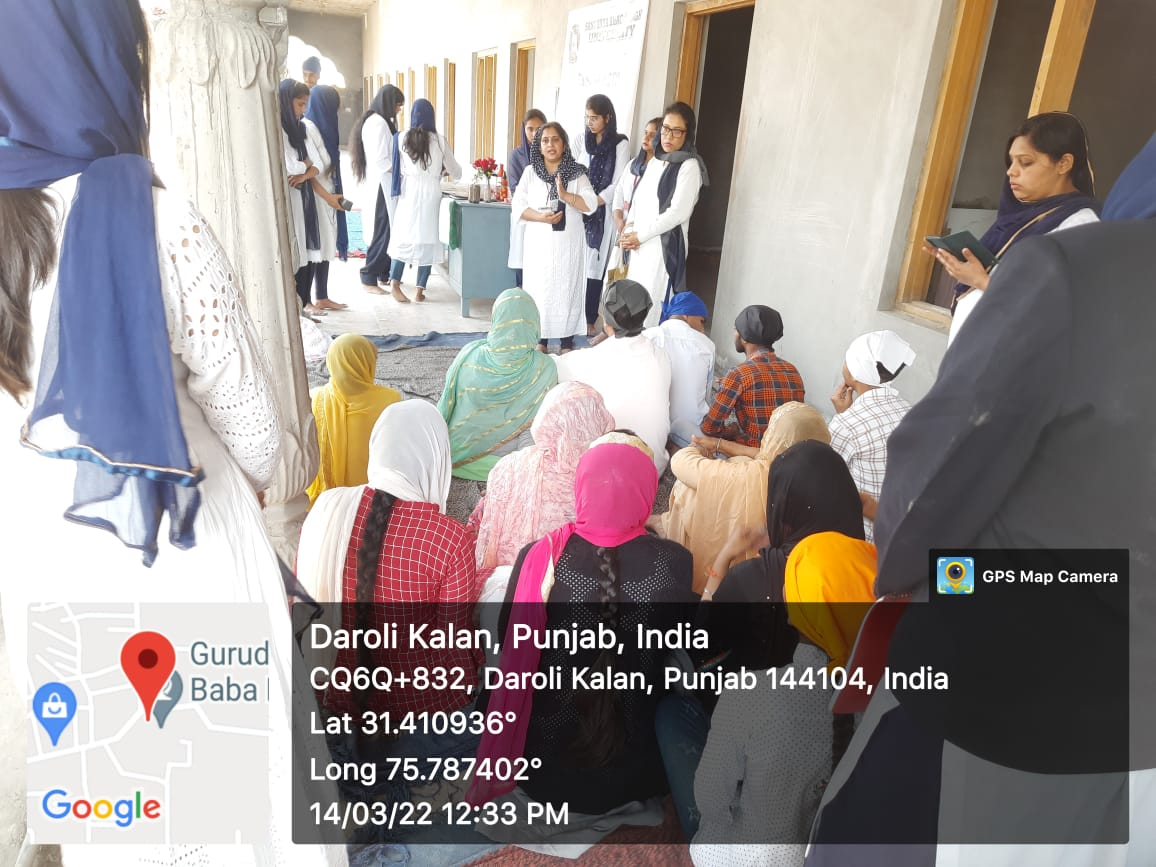 UNIVERSITY
GPS Map Camera
Daroli Kalan, Punjab, India
CQ6Q+832, Daroli Kalan, Punjab 144104, India
Lat 31.410936°
Long 75.787402°
14/03/22 12:33 PM
Gurud
Baba
Google